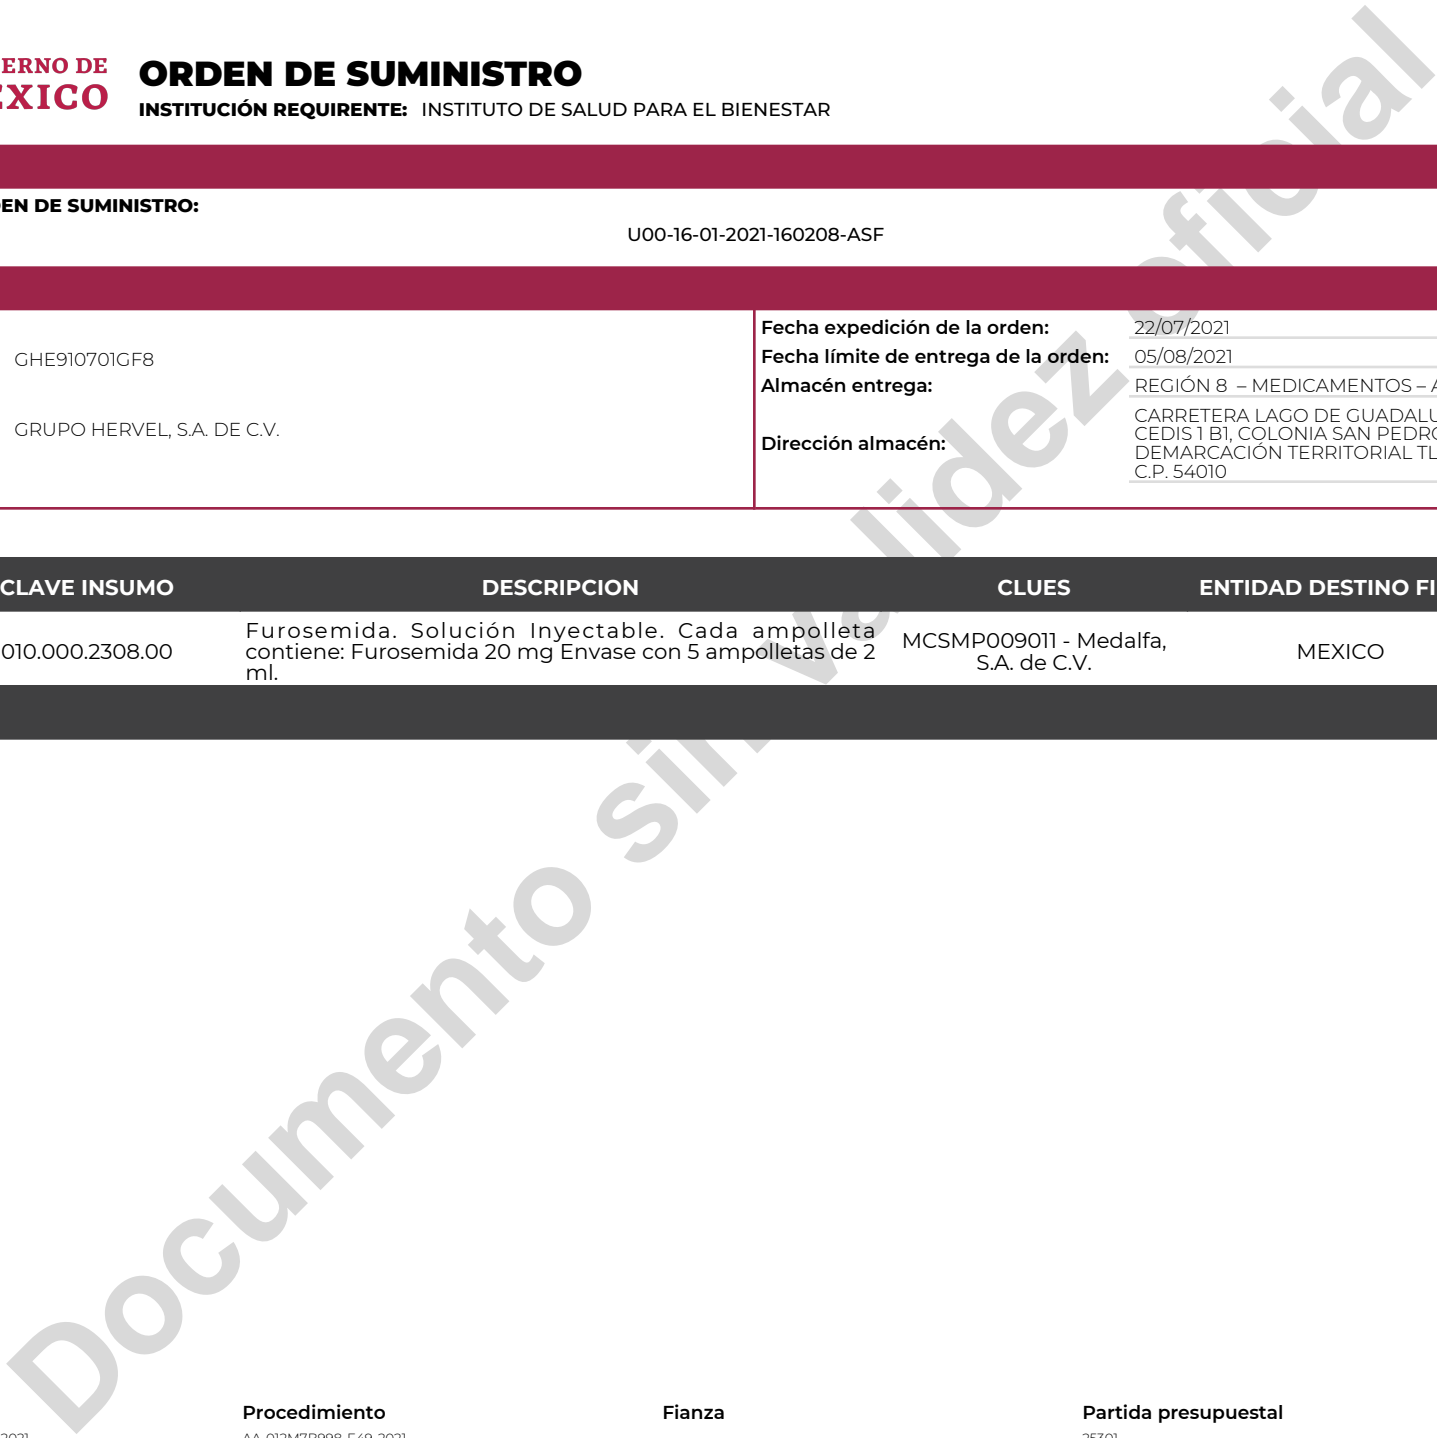 ORDEN DE SUMINISTRO
INSTITUCIÓN REQUIRENTE: INSTITUTO DE SALUD PARA EL BIENESTAR
ERNO DE
XICO
EN DE SUMINISTRO:
U00-16-01-2021-160208-ASF
GHE910701GF8
GRUPO HERVEL, S.A. DE C.V.
Fecha expedición de la orden: 22/07/2021
Fecha límite de entrega de la orden: 05/08/2021
Almacén entrega: REGIÓN 8 – MEDICAMENTOS – A
Dirección almacén:
CARRETERA LAGO DE GUADALU
CEDIS 1 B1, COLONIA SAN PEDRO
DEMARCACIÓN TERRITORIAL TL
C.P. 54010
CLAVE INSUMO DESCRIPCION CLUES ENTIDAD DESTINO FI
010.000.2308.00
Furosemida. Solución Inyectable. Cada ampolleta
contiene: Furosemida 20 mg Envase con 5 ampolletas de 2
ml.
MCSMP009011 - Medalfa,
S.A. de C.V.
MEXICO
Documento sin validez oficial
Procedimiento Fianza Partida presupuestal